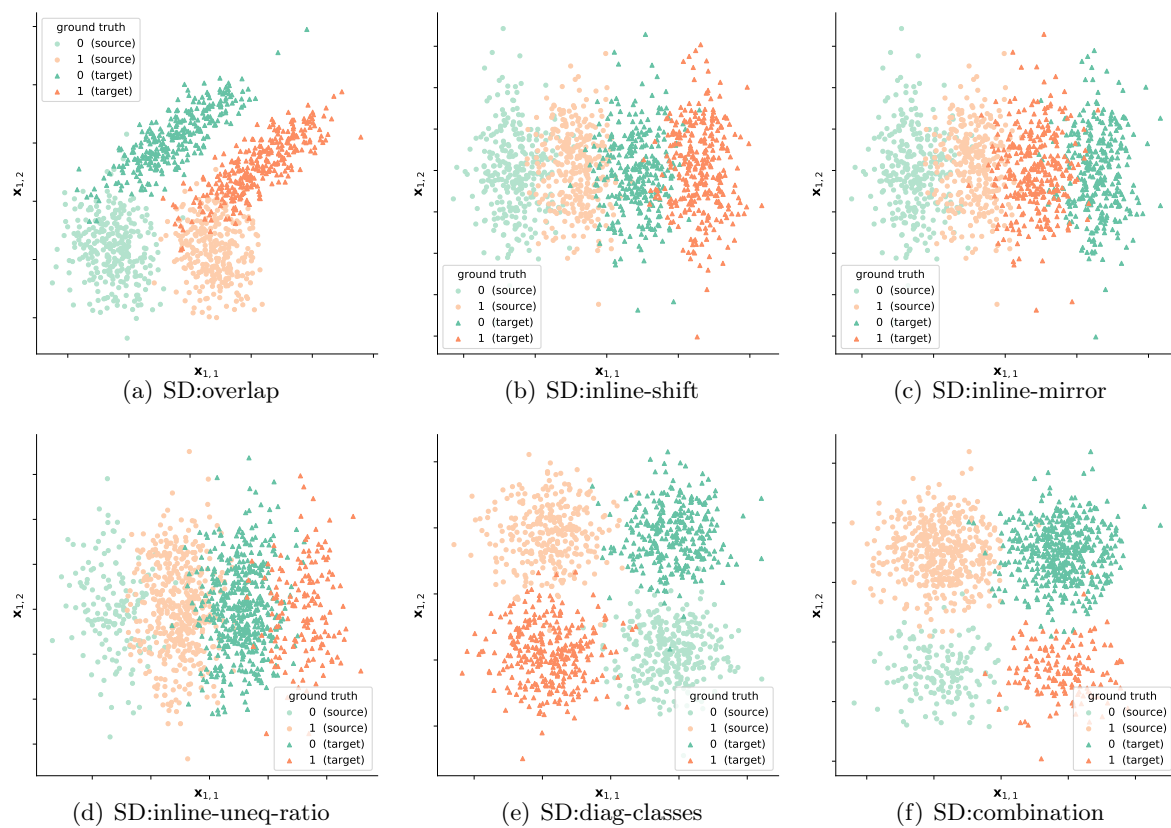 ground truth
0 (source)
1 (source)
0 (target)
1 (target)
x1,2
x1,1
(a) SD:overlap
ground truth
0 (source)
1 (source)
0 (target)
1 (target)
x1,2
x1,1
(b) SD:inline-shift
ground truth
0 (source)
1 (source)
0 (target)
1 (target)
x1,2
x1,1
(c) SD:inline-mirror
ground truth
0 (source)
1 (source)
0 (target)
1 (target)
x1,2
x1,1
(d) SD:inline-uneq-ratio
ground truth
0 (source)
1 (source)
0 (target)
1 (target)
x1,2
x1,1
(e) SD:diag-classes
ground truth
0 (source)
1 (source)
0 (target)
1 (target)
x1,2
x1,1
(f) SD:combination